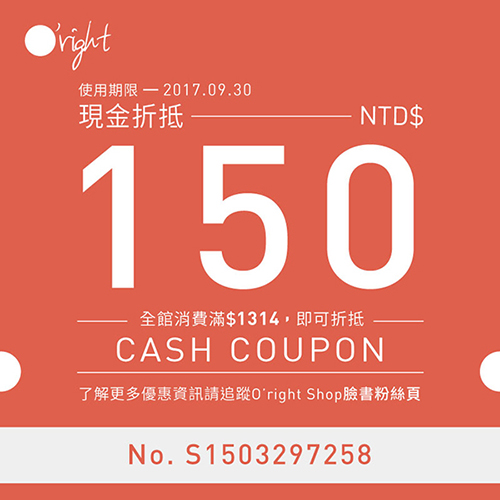 O'right
使用期限 — 2017.09.30
現金折抵 — NTD$
150
全館消費滿$1314，即可折抵
CASH COUPON
了解更多優惠資訊請追蹤O'right Shop臉書粉絲頁
No. S1503297258